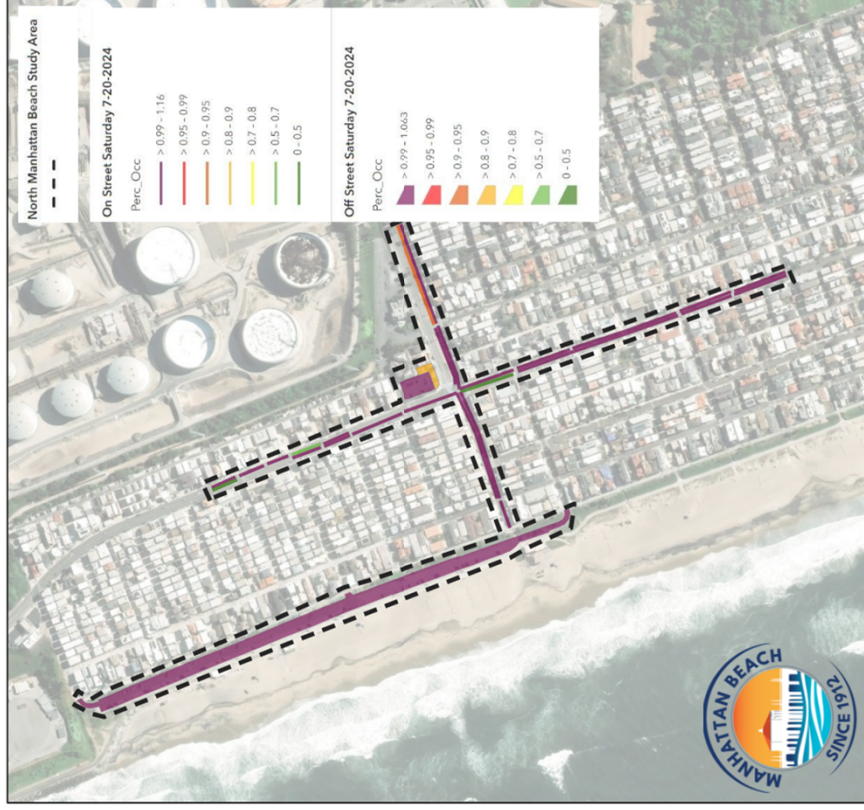 North Manhattan Beach Study Area
On Street Saturday 7-20-2024
Perc_Occ
> 0.99 - 1.16
> 0.95 - 0.99
> 0.9 - 0.95
> 0.8 - 0.9
> 0.7 - 0.8
> 0.5 - 0.7
0 - 0.5
Off Street Saturday 7-20-2024
Perc_Occ
> 0.99 - 1.063
> 0.95 - 0.99
> 0.9 - 0.95
> 0.8 - 0.9
> 0.7 - 0.8
> 0.5 - 0.7
0 - 0.5
MANHATTAN BEACH
SINCE 1912